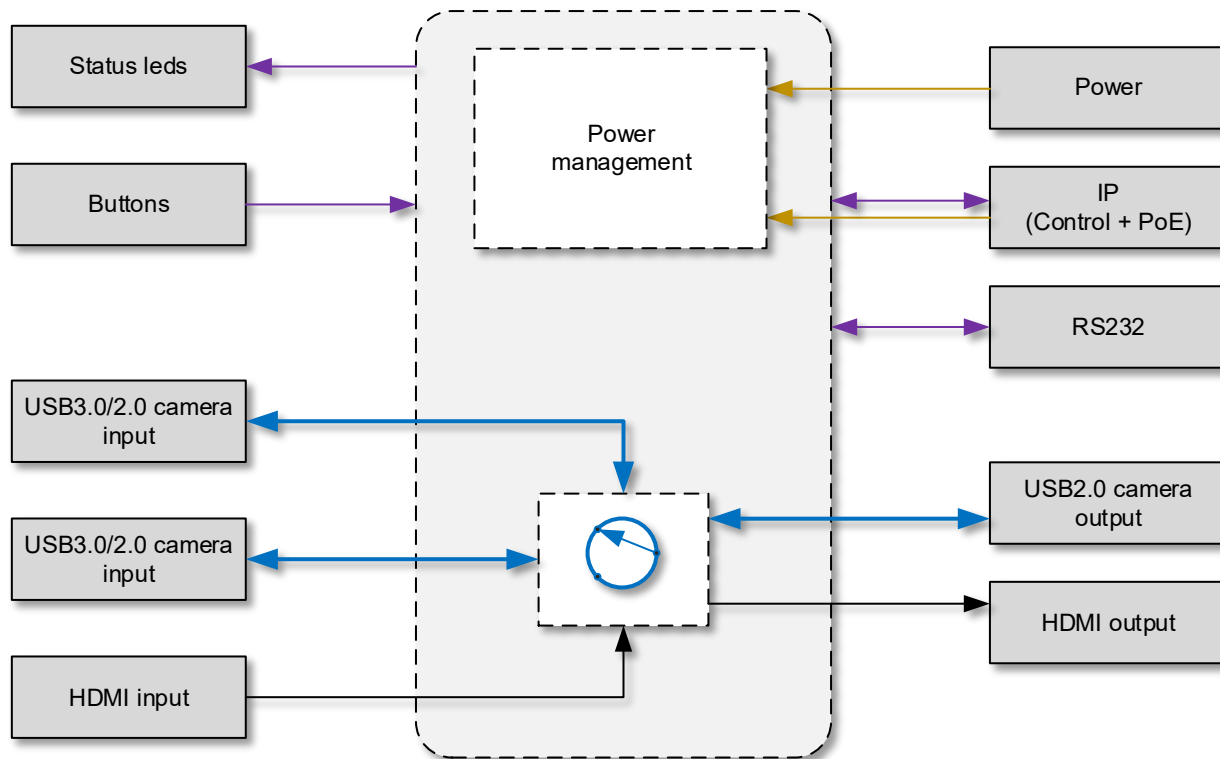 Status leds
Buttons
USB3.0/2.0 camera
input
USB3.0/2.0 camera
input
HDMI input
Power
management
Power
IP
(Control + PoE)
RS232
USB2.0 camera
output
HDMI output